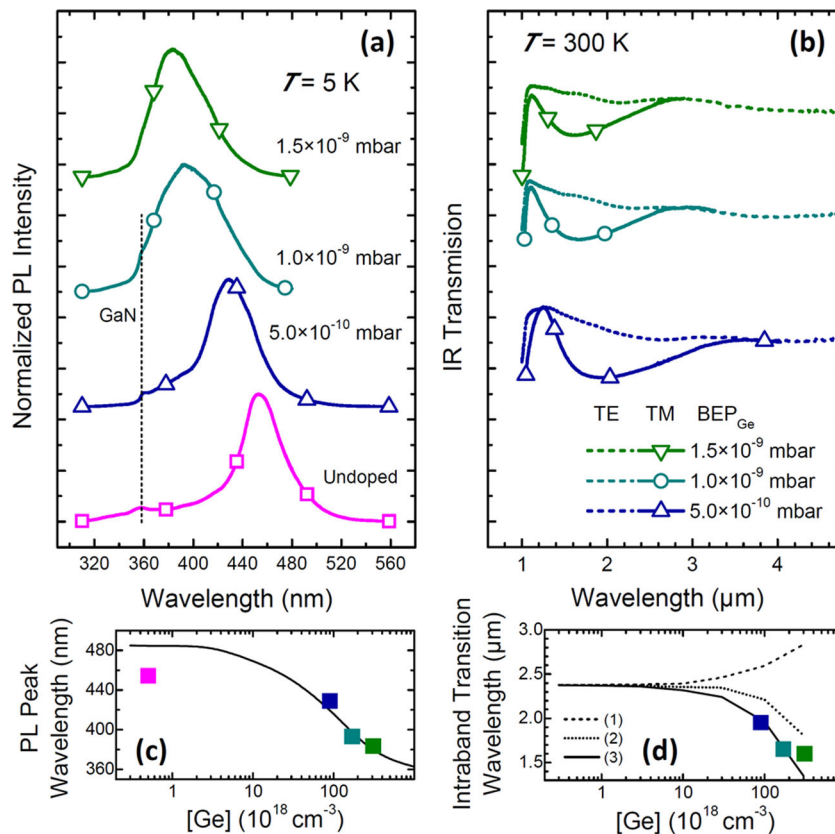 (a)
T = 5 K
1.5×10⁻⁹ mbar
1.0×10⁻⁹ mbar
GaN
5.0×10⁻¹⁰ mbar
Undoped
Normalized PL Intensity
320 360 400 440 480 520 560
Wavelength (nm)
(b)
T = 300 K
IR Transmision
TE TM BEP_Ge
1.5×10⁻⁹ mbar
1.0×10⁻⁹ mbar
5.0×10⁻¹⁰ mbar
1 2 3 4
Wavelength (μm)
PL Peak
Wavelength (nm)
480
440
400
360
(c)
1 10 100
[Ge] (10¹⁸ cm⁻³)
Intraband Transition
Wavelength (μm)
3.0
2.5
2.0
1.5
(1)
(2)
(3)
(d)
1 10 100
[Ge] (10¹⁸ cm⁻³)